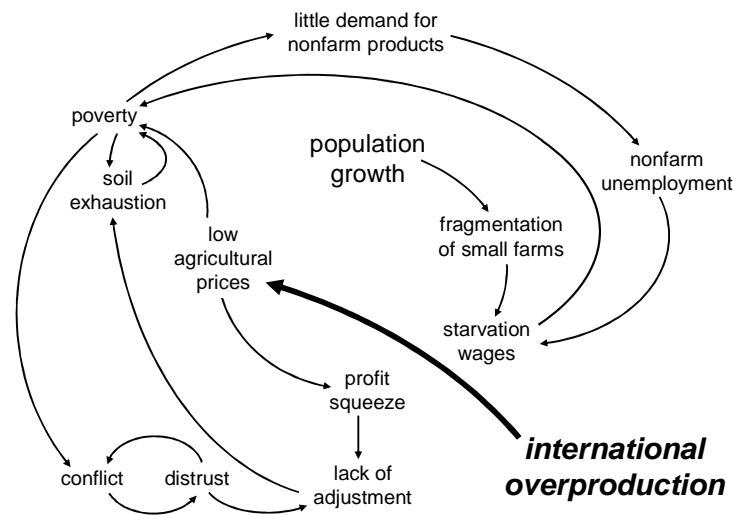 little demand for
nonfarm products
poverty
population
growth
nonfarm
unemployment
soil
exhaustion
fragmentation
of small farms
low
agricultural
prices
starvation
wages
profit
squeeze
international
overproduction
conflict
distrust
lack of
adjustment